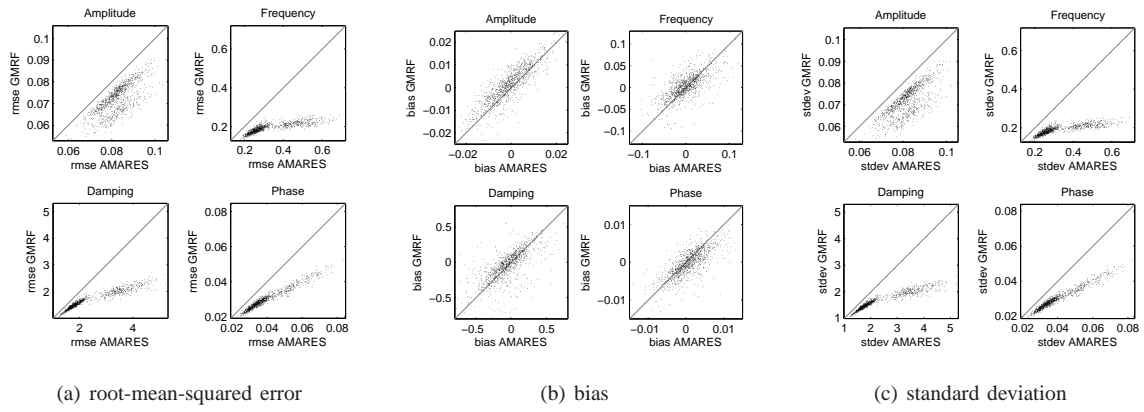 Amplitude
0.1
0.09
0.08
0.07
0.06
rmse GMRF
0.06 0.08 0.1
rmse AMARES
Frequency
0.6
0.4
0.2
rmse GMRF
0.2 0.4 0.6
rmse AMARES
Damping
5
4
3
2
rmse GMRF
2 4
rmse AMARES
Phase
0.08
0.06
0.04
0.02
rmse GMRF
0.02 0.04 0.06 0.08
rmse AMARES
(a) root-mean-squared error
Amplitude
0.02
0.01
0
−0.01
−0.02
bias GMRF
−0.02 0 0.02
bias AMARES
Frequency
0.1
0.05
0
−0.05
−0.1
bias GMRF
−0.1 0 0.1
bias AMARES
Damping
0.5
0
−0.5
bias GMRF
−0.5 0 0.5
bias AMARES
Phase
0.01
0
−0.01
bias GMRF
−0.01 0 0.01
bias AMARES
(b) bias
Amplitude
0.1
0.09
0.08
0.07
0.06
stdev GMRF
0.06 0.08 0.1
stdev AMARES
Frequency
0.6
0.4
0.2
stdev GMRF
0.2 0.4 0.6
stdev AMARES
Damping
5
4
3
2
1
stdev GMRF
1 2 3 4 5
stdev AMARES
Phase
0.08
0.06
0.04
0.02
stdev GMRF
0.02 0.04 0.06 0.08
stdev AMARES
(c) standard deviation